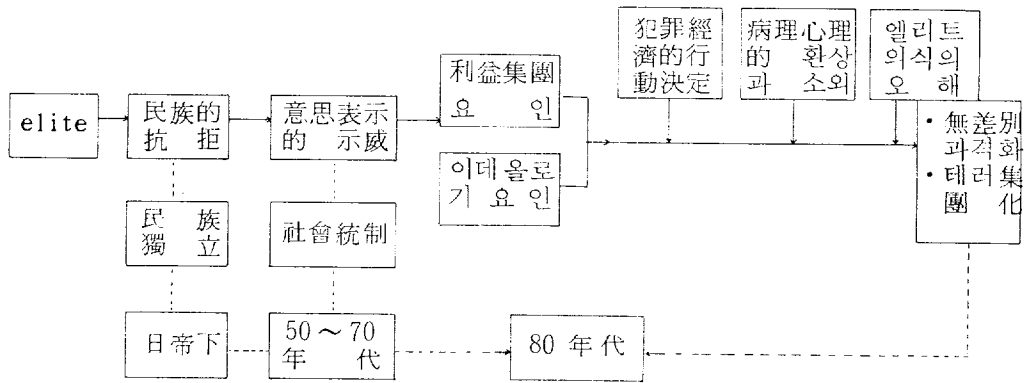 elite
民族的
抗拒
意思表示
的示威
利益集團
요인
이데올로
기요인
犯罪經
濟的行
動決定
病理心理
的 환상
과 소외
엘리트
의식의
오해
· 無差別
과격화
· 테러集
團化
民族
獨立
社會統制
日帝下
50～70
年代
80年代